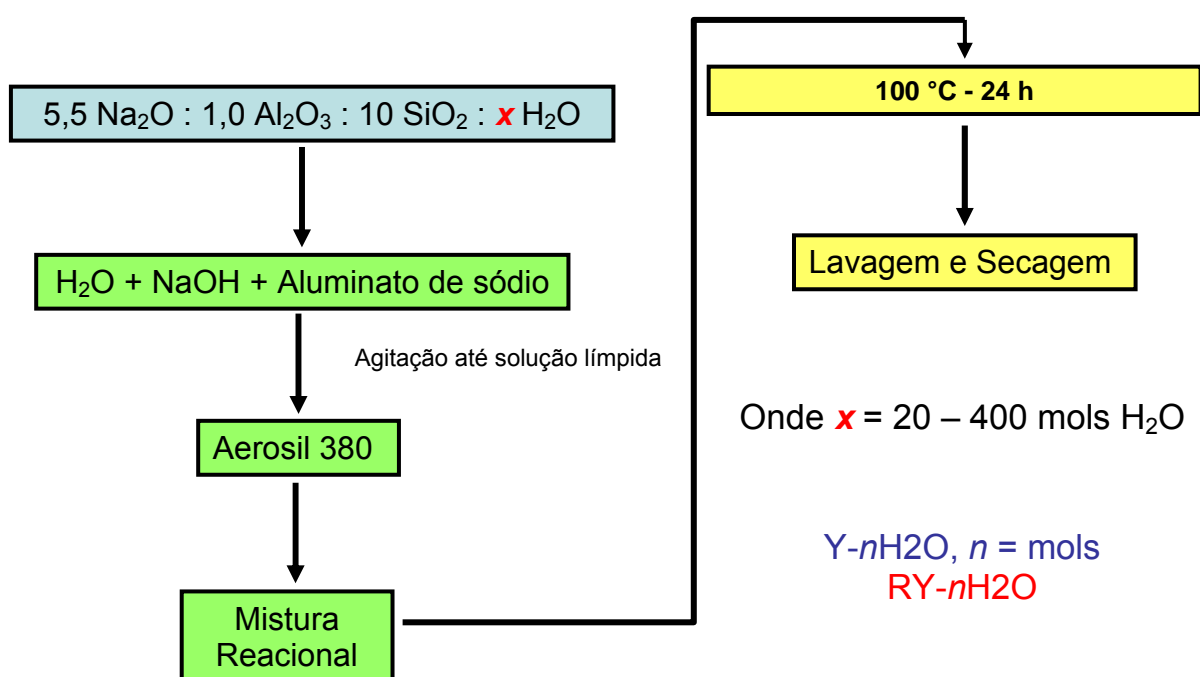 5,5 Na₂O : 1,0 Al₂O₃ : 10 SiO₂ : x H₂O
H₂O + NaOH + Aluminato de sódio
Agitação até solução límpida
Aerosil 380
Mistura
Reacional
100 °C - 24 h
Lavagem e Secagem
Onde x = 20 – 400 mols H₂O
Y-nH2O, n = mols
RY-nH2O